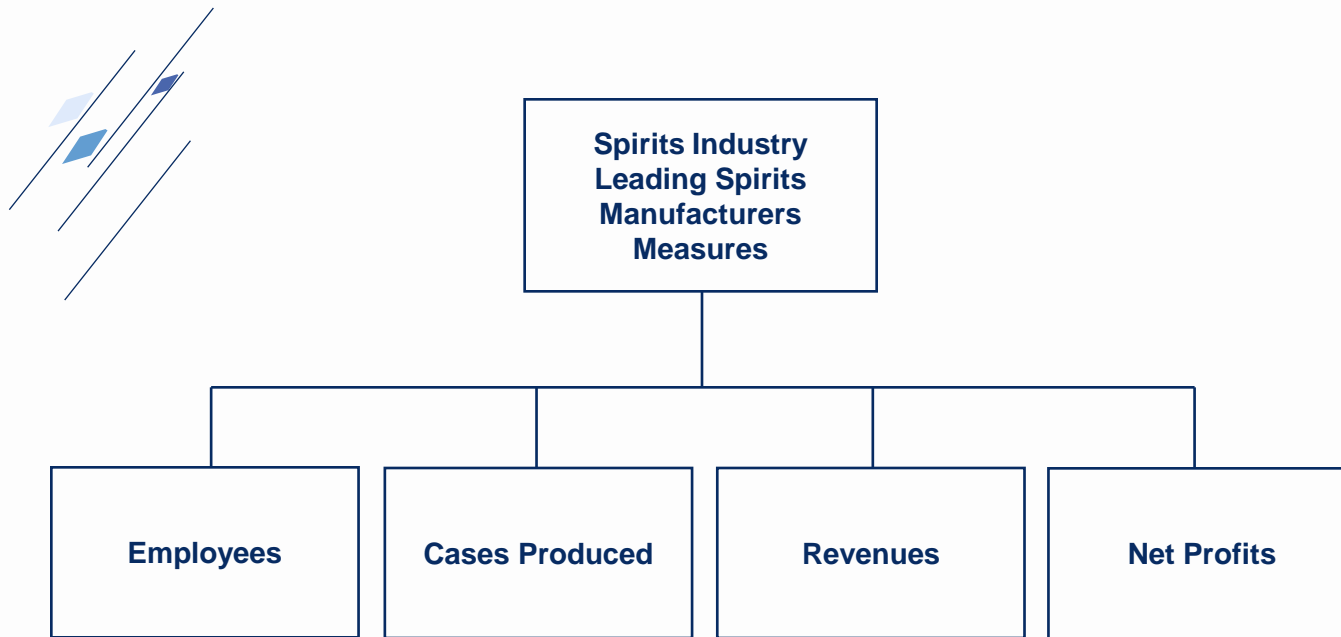 Spirits Industry
Leading Spirits
Manufacturers
Measures
Employees
Cases Produced
Revenues
Net Profits